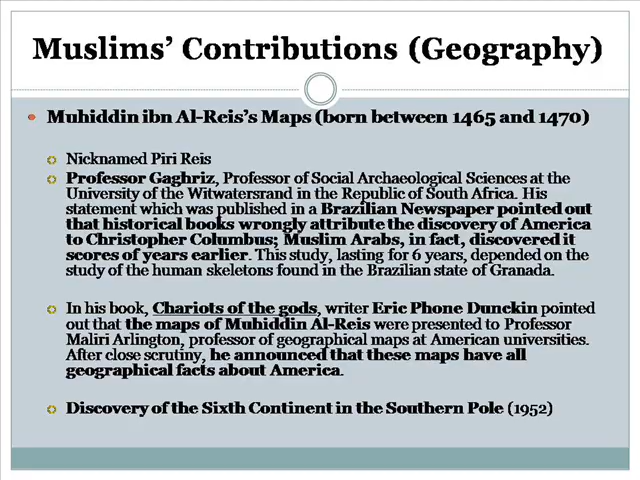 Muslims' Contributions (Geography)
Muhiddin ibn Al-Reis's Maps (born between 1465 and 1470)
Nicknamed Piri Reis
Professor Gaghriz, Professor of Social Archaeological Sciences at the
University of the Witwatersrand in the Republic of South Africa. His
statement which was published in a Brazilian Newspaper pointed out
that historical books wrongly attribute the discovery of America
to Christopher Columbus; Muslim Arabs, in fact, discovered it
scores of years earlier. This study, lasting for 6 years, depended on the
study of the human skeletons found in the Brazilian state of Granada.
In his book, Chariots of the gods, writer Eric Phone Dunckin pointed
out that the maps of Muhiddin Al-Reis were presented to Professor
Maliri Arlington, professor of geographical maps at American universities.
After close scrutiny, he announced that these maps have all
geographical facts about America.
Discovery of the Sixth Continent in the Southern Pole (1952)